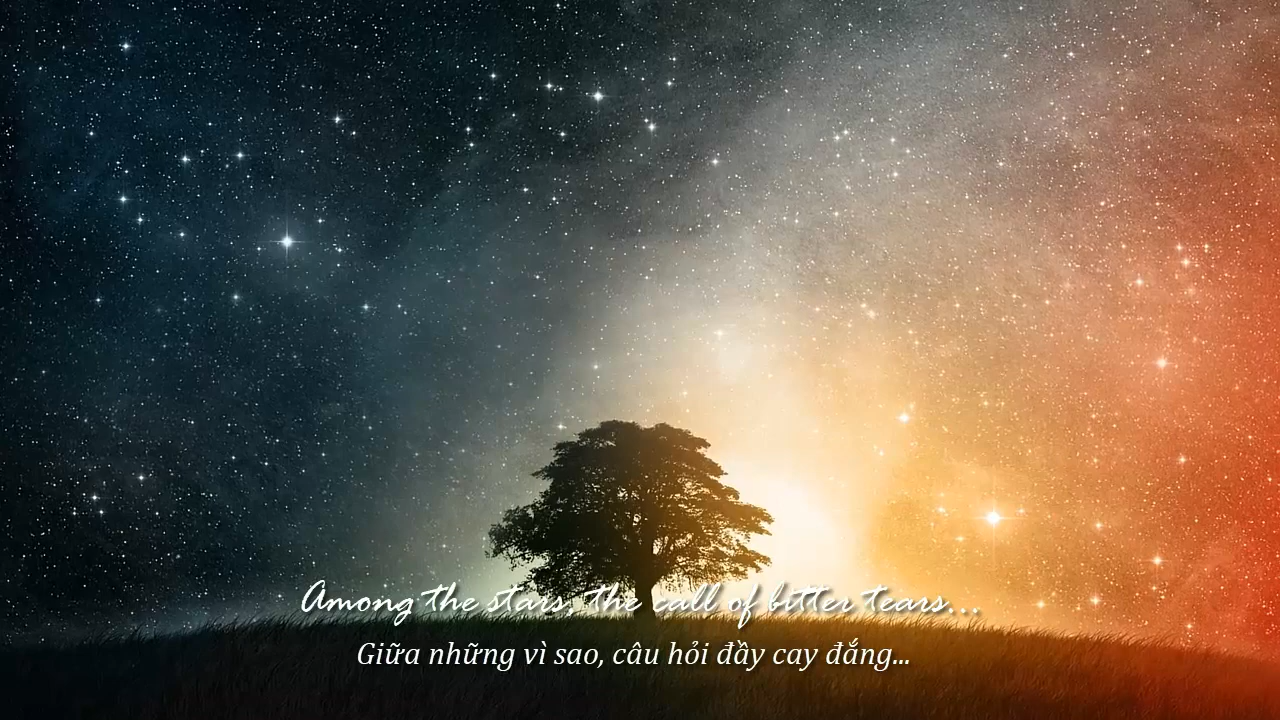 Among the stars, the call of bitter tears...
Giữa những vì sao, câu hỏi đầy cay đắng...